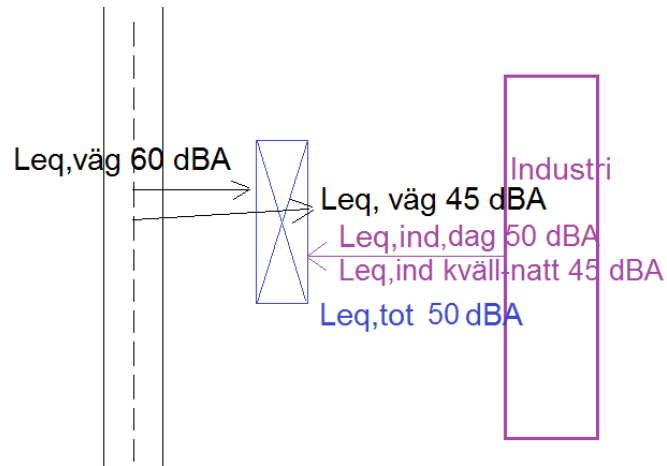 Leq,väg 60 dBA
Industri
Leq, väg 45 dBA
Leq,ind,dag 50 dBA
Leq,ind kväll-natt 45 dBA
Leq,tot 50 dBA